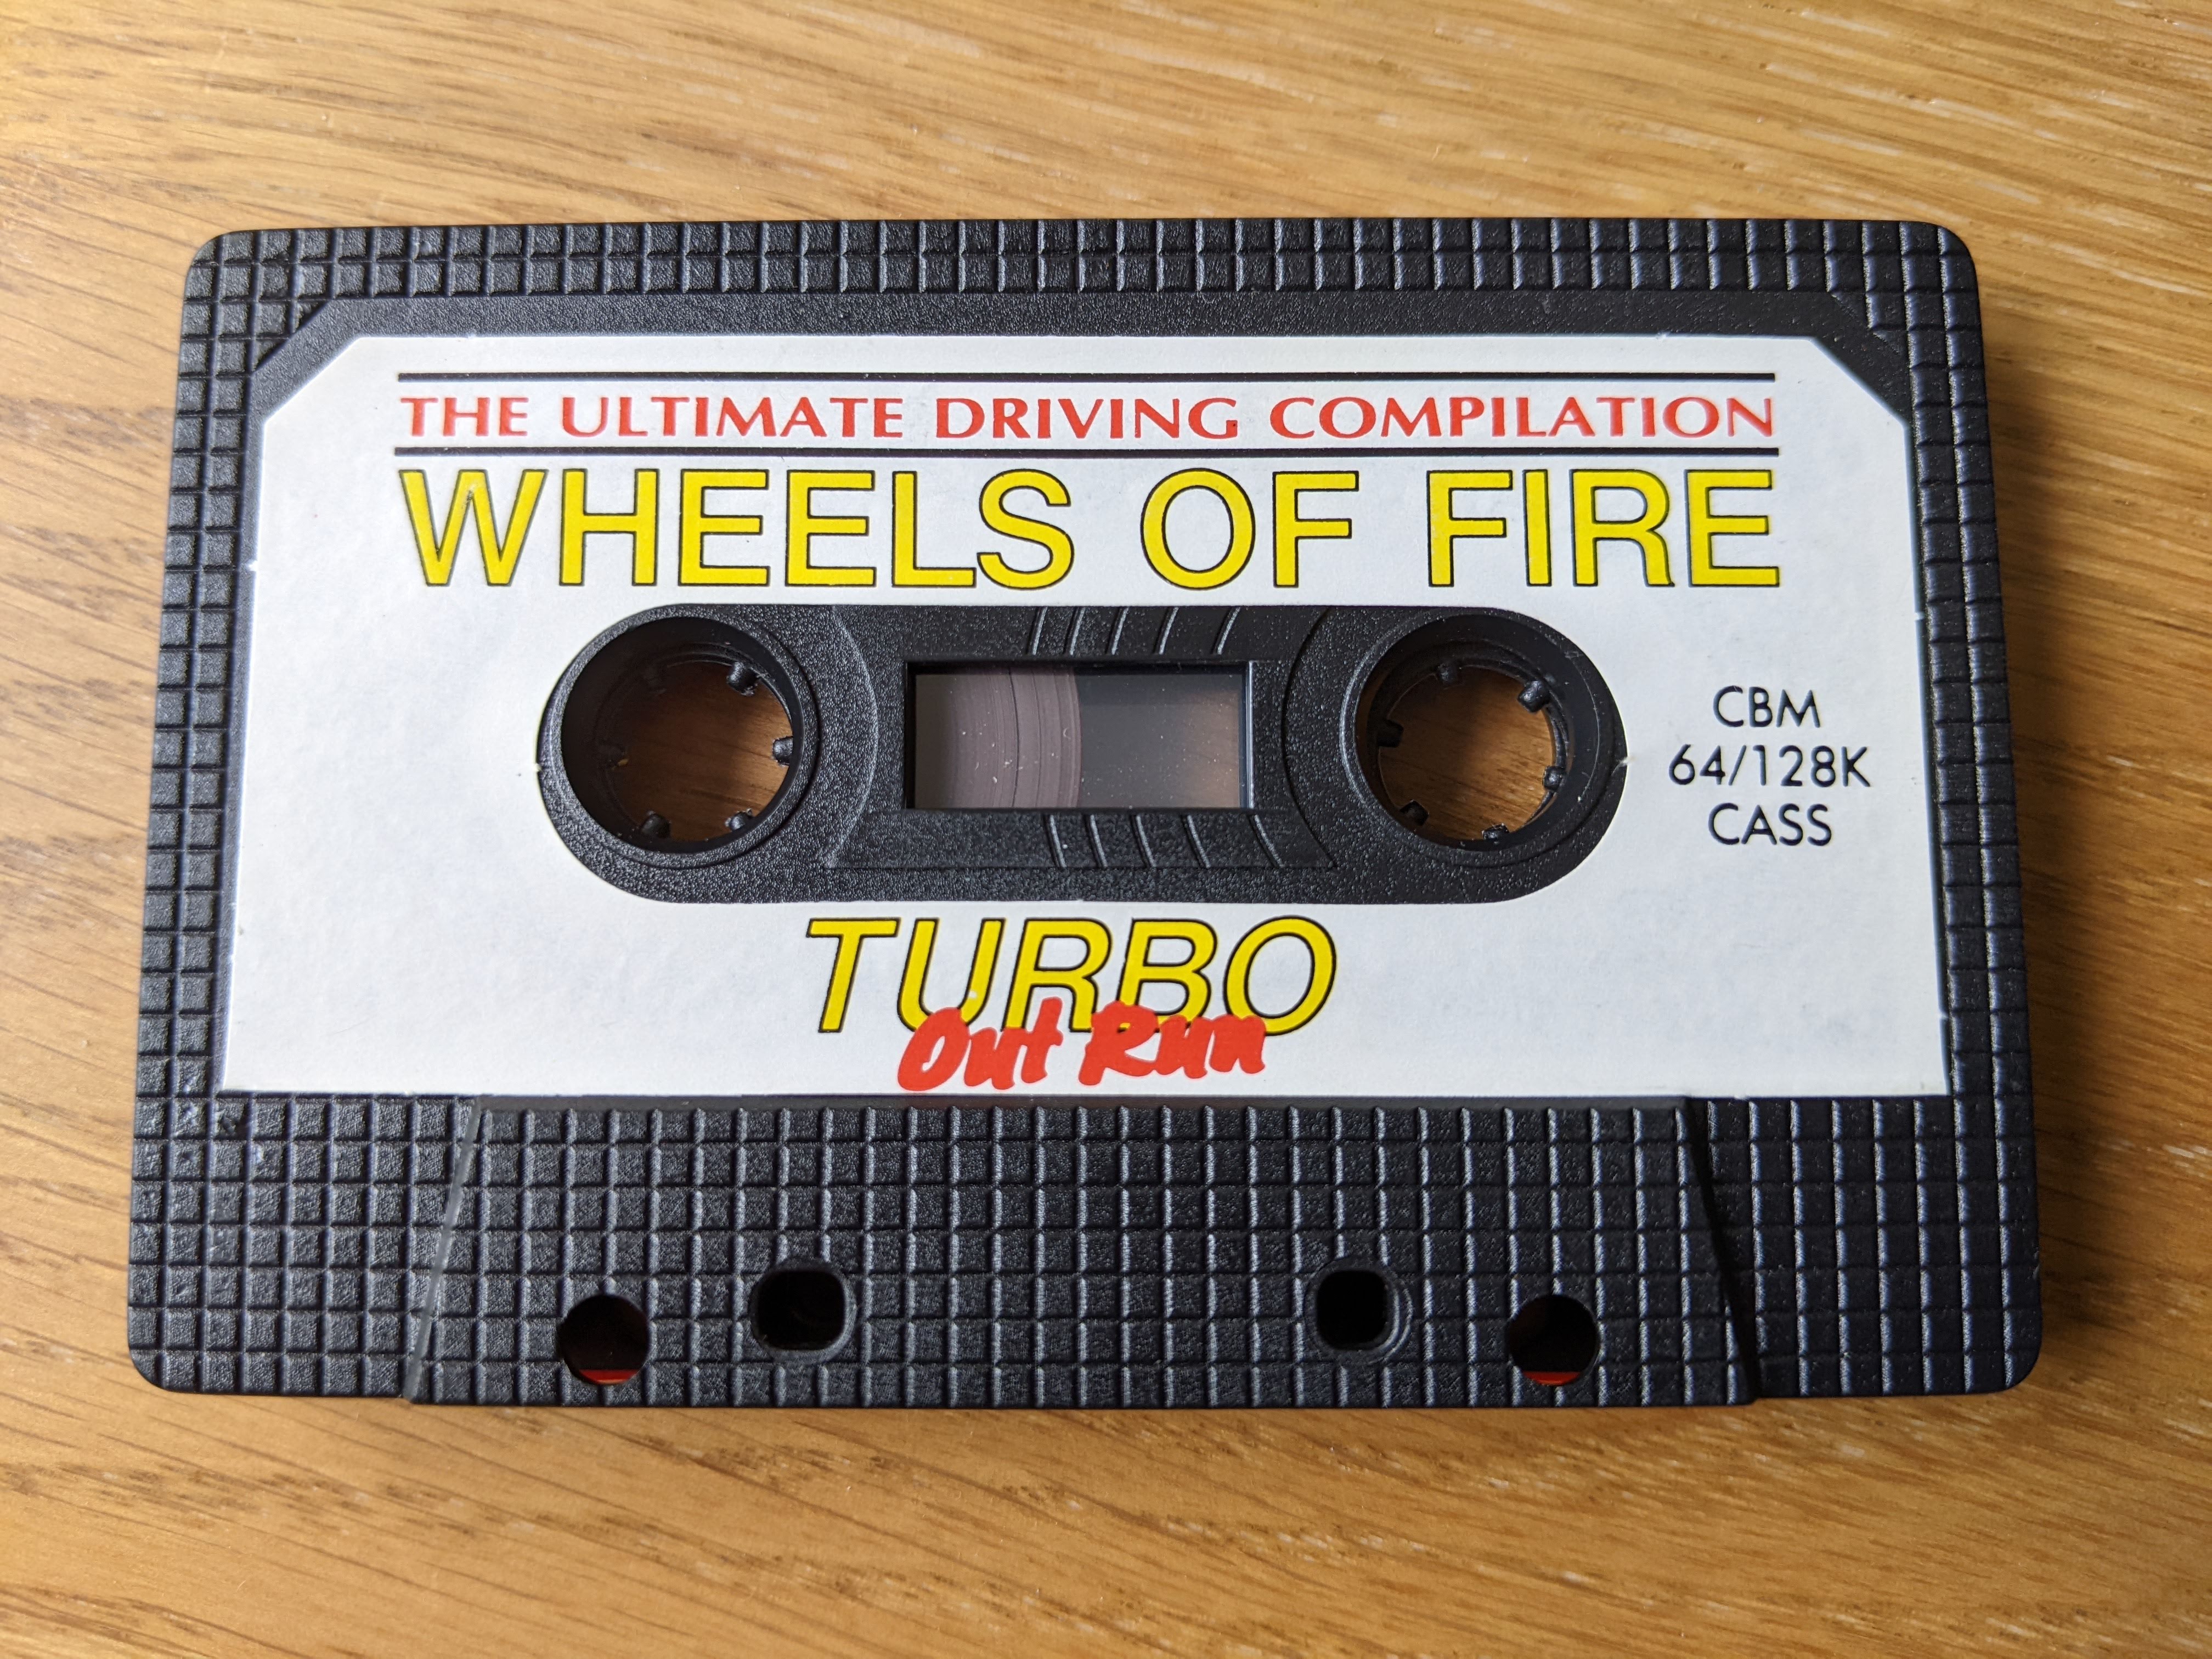 THE ULTIMATE DRIVING COMPILATION
WHEELS OF FIRE
CBM
64/128K
CASS
TURBO
Out Run